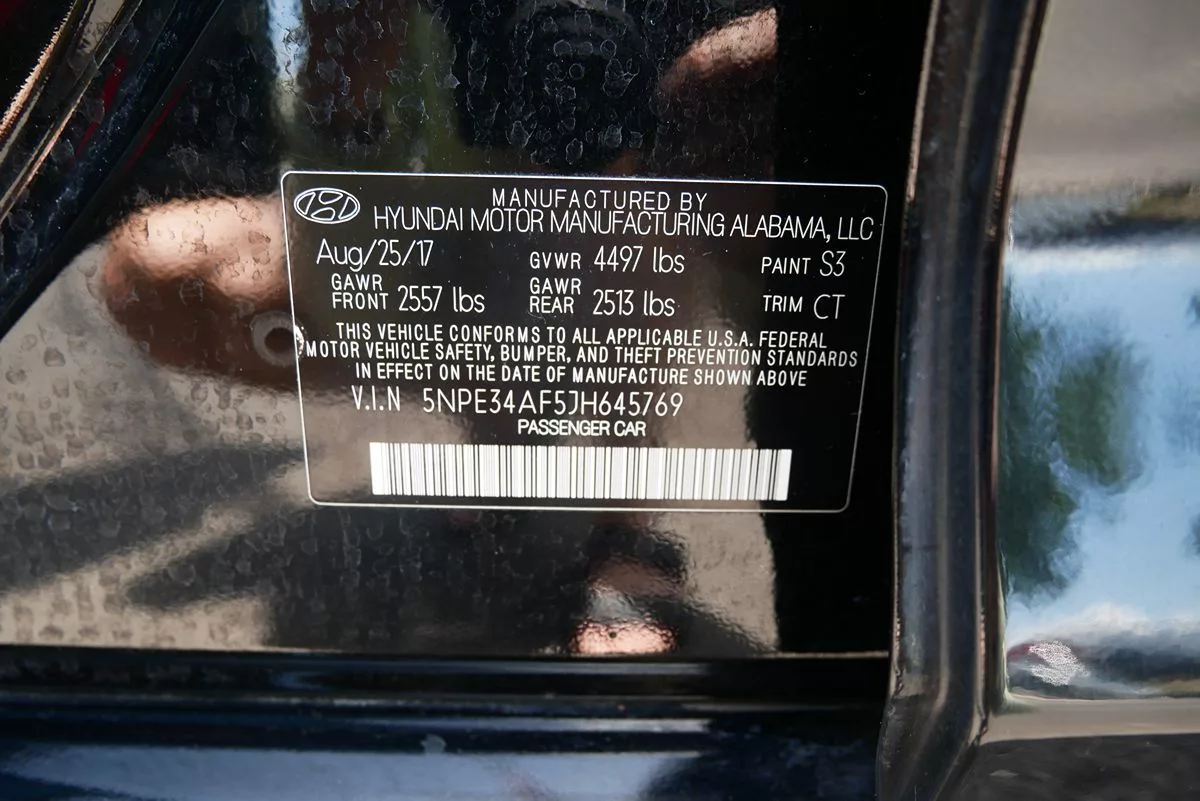 MANUFACTURED BY
HYUNDAI MOTOR MANUFACTURING ALABAMA, LLC
Aug/25/17 GVWR 4497 lbs PAINT S3
GAWR FRONT 2557 lbs GAWR REAR 2513 lbs TRIM CT
THIS VEHICLE CONFORMS TO ALL APPLICABLE U.S.A. FEDERAL
MOTOR VEHICLE SAFETY, BUMPER, AND THEFT PREVENTION STANDARDS
IN EFFECT ON THE DATE OF MANUFACTURE SHOWN ABOVE
V.I.N 5NPE34AF5JH645769
PASSENGER CAR